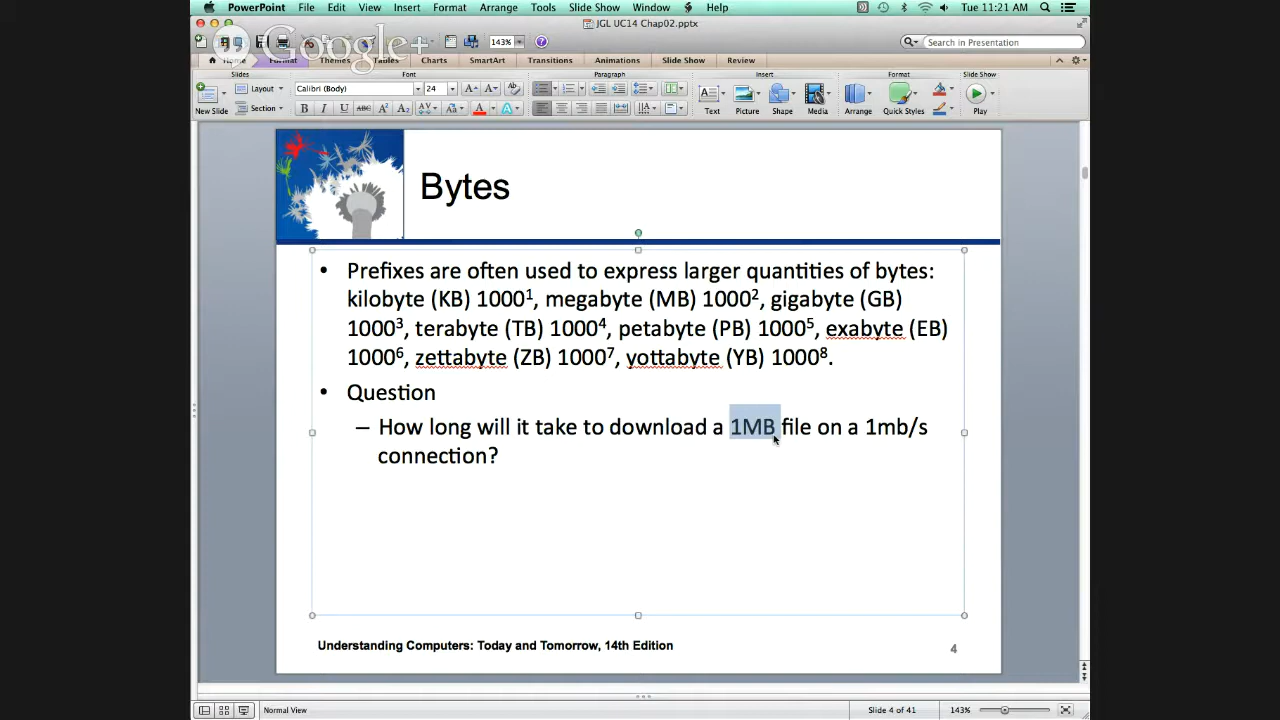 PowerPoint File Edit View Insert Format Arrange Tools Slide Show Window Help Tue 11:21 AM
JGL UC14 Chap02.pptx
Google+
143%
Search in Presentation
Home Format Themes Tables Charts SmartArt Transitions Animations Slide Show Review
Slides Font Paragraph Insert Format Slide Show
New Slide Layout Section Calibri (Body) 24 Text Picture Shape Media Arrange Quick Styles Play
Bytes
• Prefixes are often used to express larger quantities of bytes:
kilobyte (KB) 1000¹, megabyte (MB) 1000², gigabyte (GB)
1000³, terabyte (TB) 1000⁴, petabyte (PB) 1000⁵, exabyte (EB)
1000⁶, zettabyte (ZB) 1000⁷, yottabyte (YB) 1000⁸.
• Question
– How long will it take to download a 1MB file on a 1mb/s
connection?
Understanding Computers: Today and Tomorrow, 14th Edition
4
Normal View Slide 4 of 41 143%